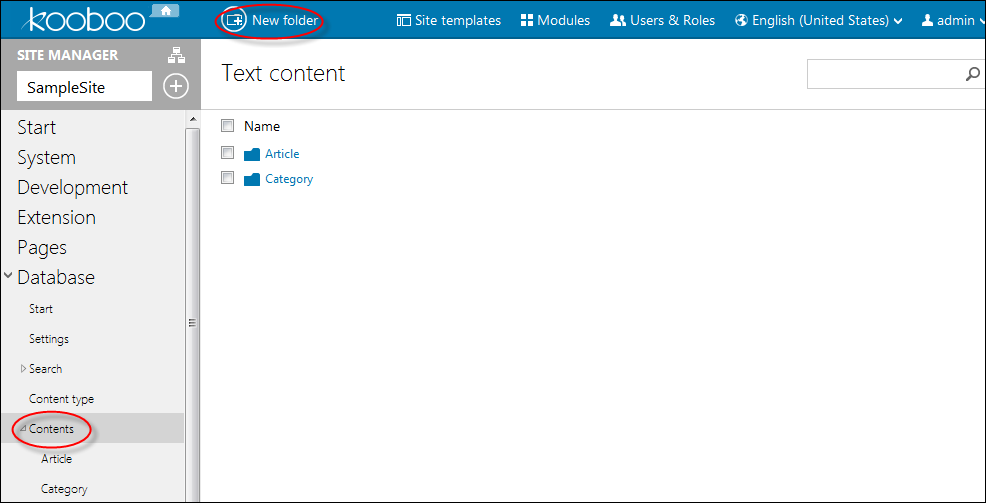 kooboo
New folder
Site templates
Modules
Users & Roles
English (United States)
admin
SITE MANAGER
SampleSite
Start
System
Development
Extension
Pages
Database
Start
Settings
Search
Content type
Contents
Article
Category
Text content
Name
Article
Category